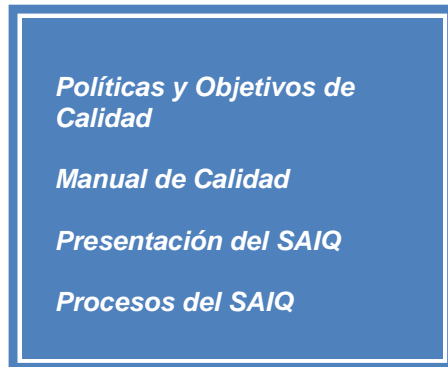 Políticas y Objetivos de
Calidad
Manual de Calidad
Presentación del SAIQ
Procesos del SAIQ